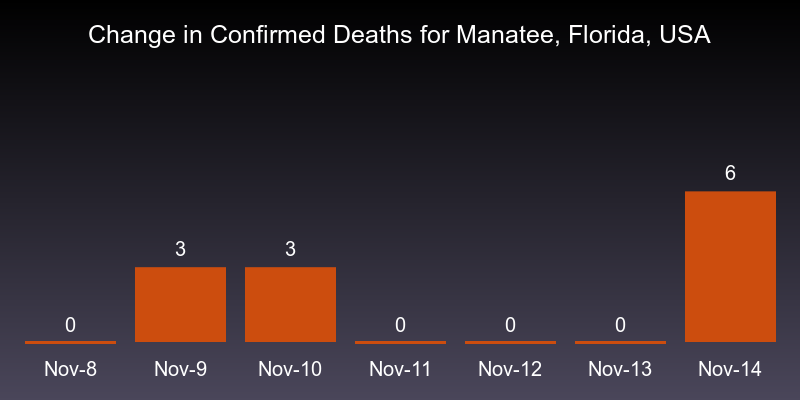 Change in Confirmed Deaths for Manatee, Florida, USA
0
3
3
0
0
0
6
Nov-8
Nov-9
Nov-10
Nov-11
Nov-12
Nov-13
Nov-14